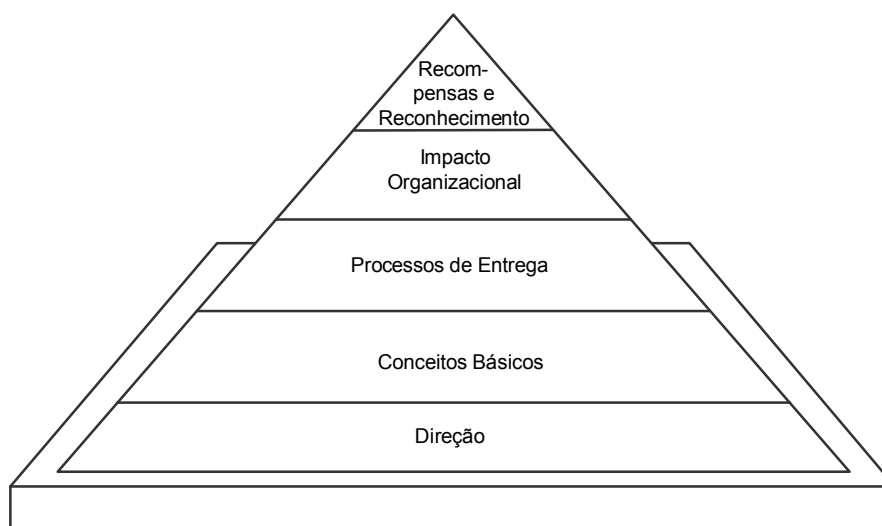 Recom-
pensas e
Reconhecimento
Impacto
Organizacional
Processos de Entrega
Conceitos Básicos
Direção